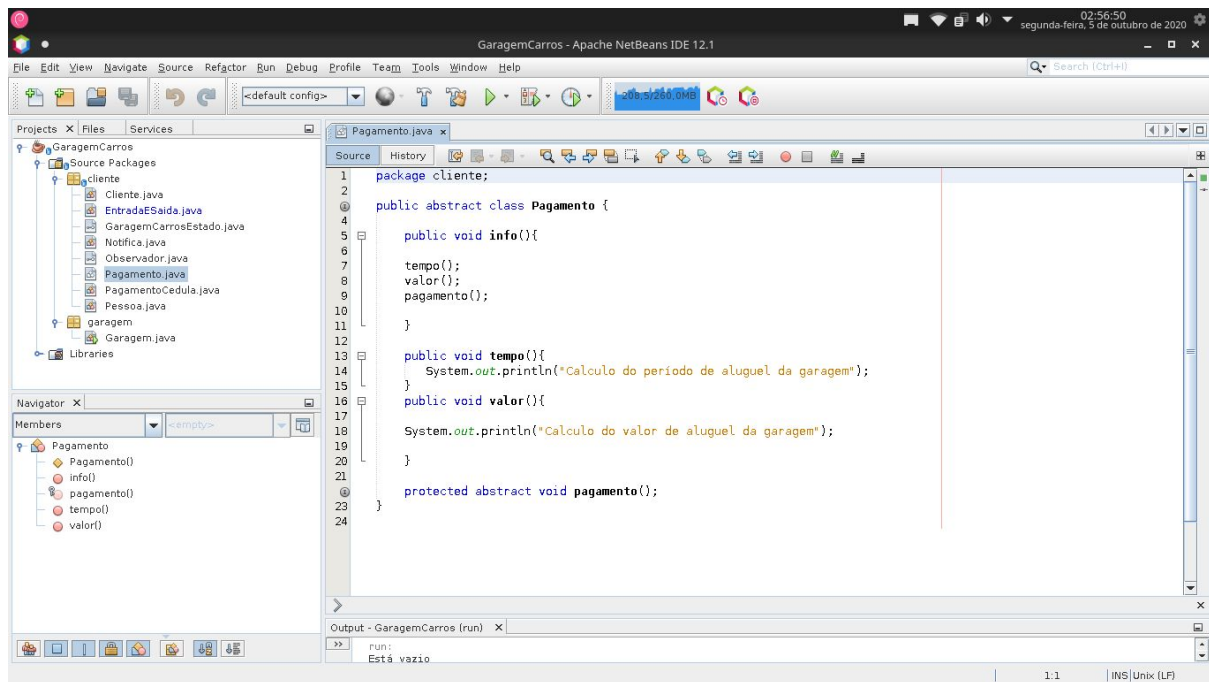 02:56:50
segunda-feira, 5 de outubro de 2020
GaragemCarros - Apache NetBeans IDE 12.1
File Edit View Navigate Source Refactor Run Debug Profile Team Tools Window Help
Search (Ctrl+I)
<default config>
208,5/260,0MB
Projects Files Services
GaragemCarros
Source Packages
cliente
Cliente.java
EntradaESaida.java
GaragemCarrosEstado.java
Notifica.java
Observador.java
Pagamento.java
PagamentoCedula.java
Pessoa.java
garagem
Garagem.java
Libraries
Navigator
Members
<empty>
Pagamento
Pagamento()
info()
pagamento()
tempo()
valor()
Pagamento.java
Source History
1 package cliente;
2
public abstract class Pagamento {
4
5 public void info(){
6
7 tempo();
8 valor();
9 pagamento();
10
11 }
12
13 public void tempo(){
14 System.out.println("Calculo do período de aluguel da garagem");
15 }
16 public void valor(){
17
18 System.out.println("Calculo do valor de aluguel da garagem");
19
20 }
21
protected abstract void pagamento();
23 }
24
Output - GaragemCarros (run)
run:
Está vazio
1:1 INS Unix (LF)